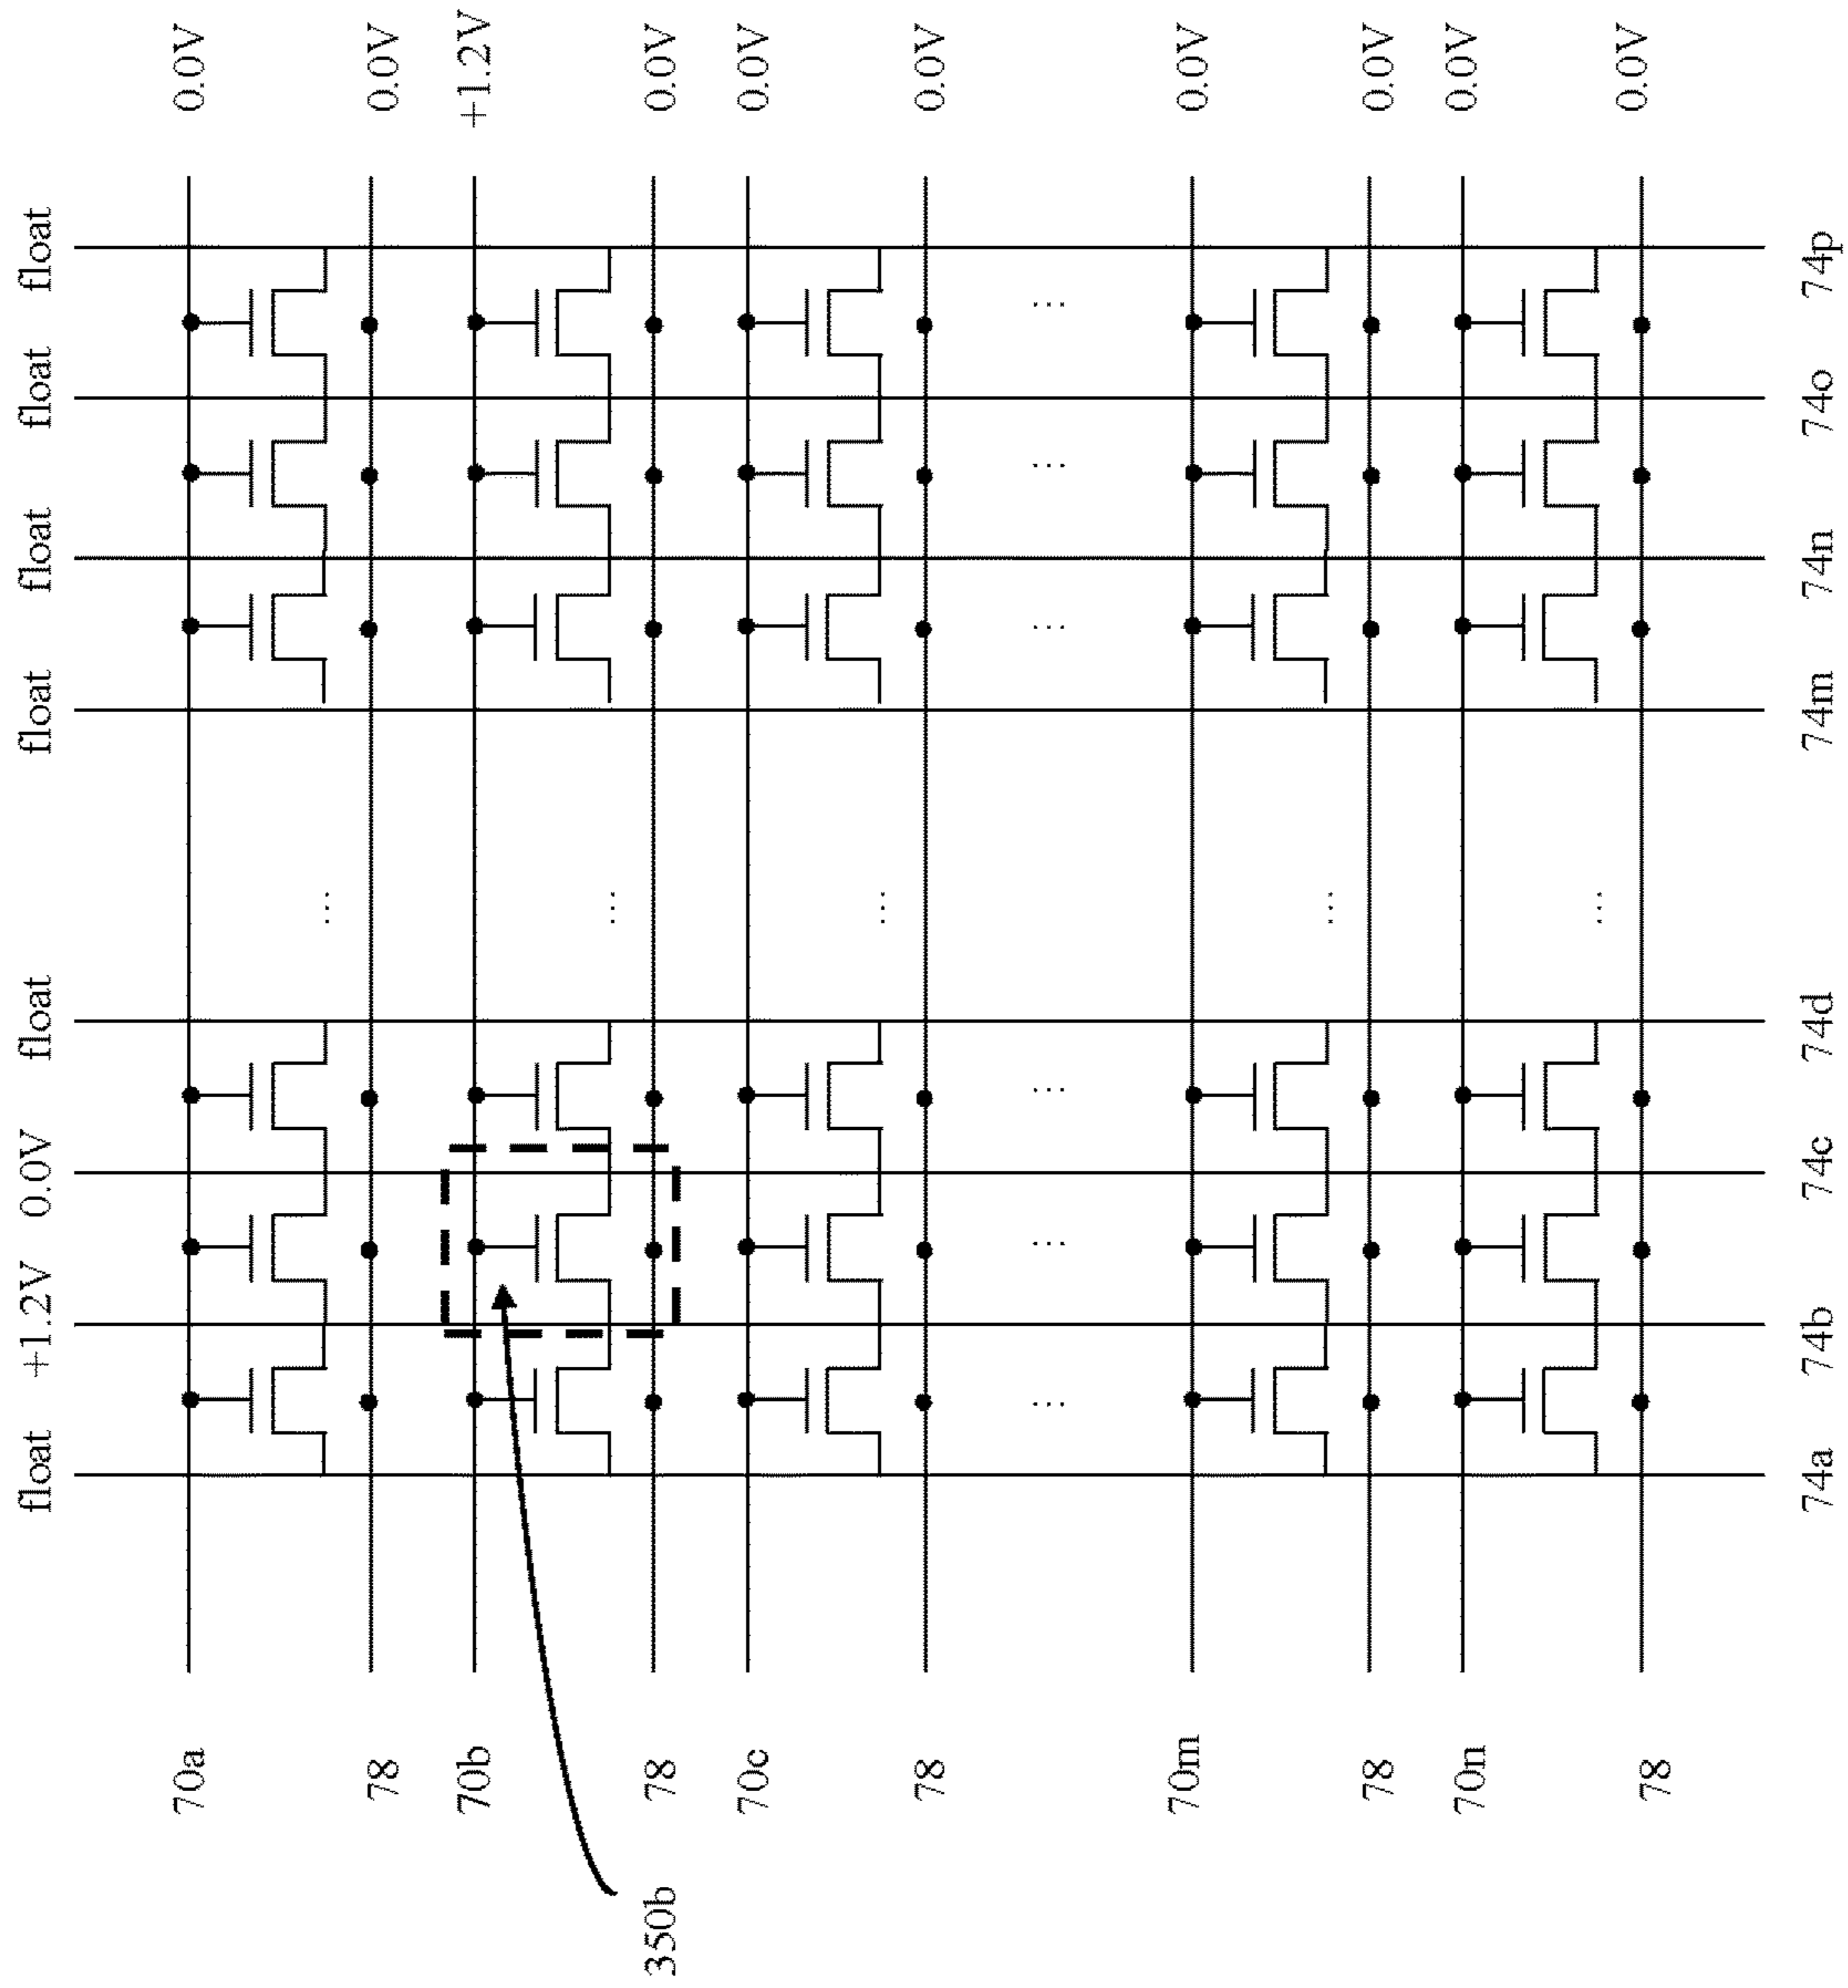 float +1.2V 0.0V float float float float float
70a 0.0V
78 0.0V
70b +1.2V
78 0.0V
70c 0.0V
78 0.0V
... ... ... ... ... ...
70m 0.0V
78 0.0V
70n 0.0V
78 0.0V
... ... ... ... ...
74a 74b 74c 74d 74m 74n 74o 74p
350b